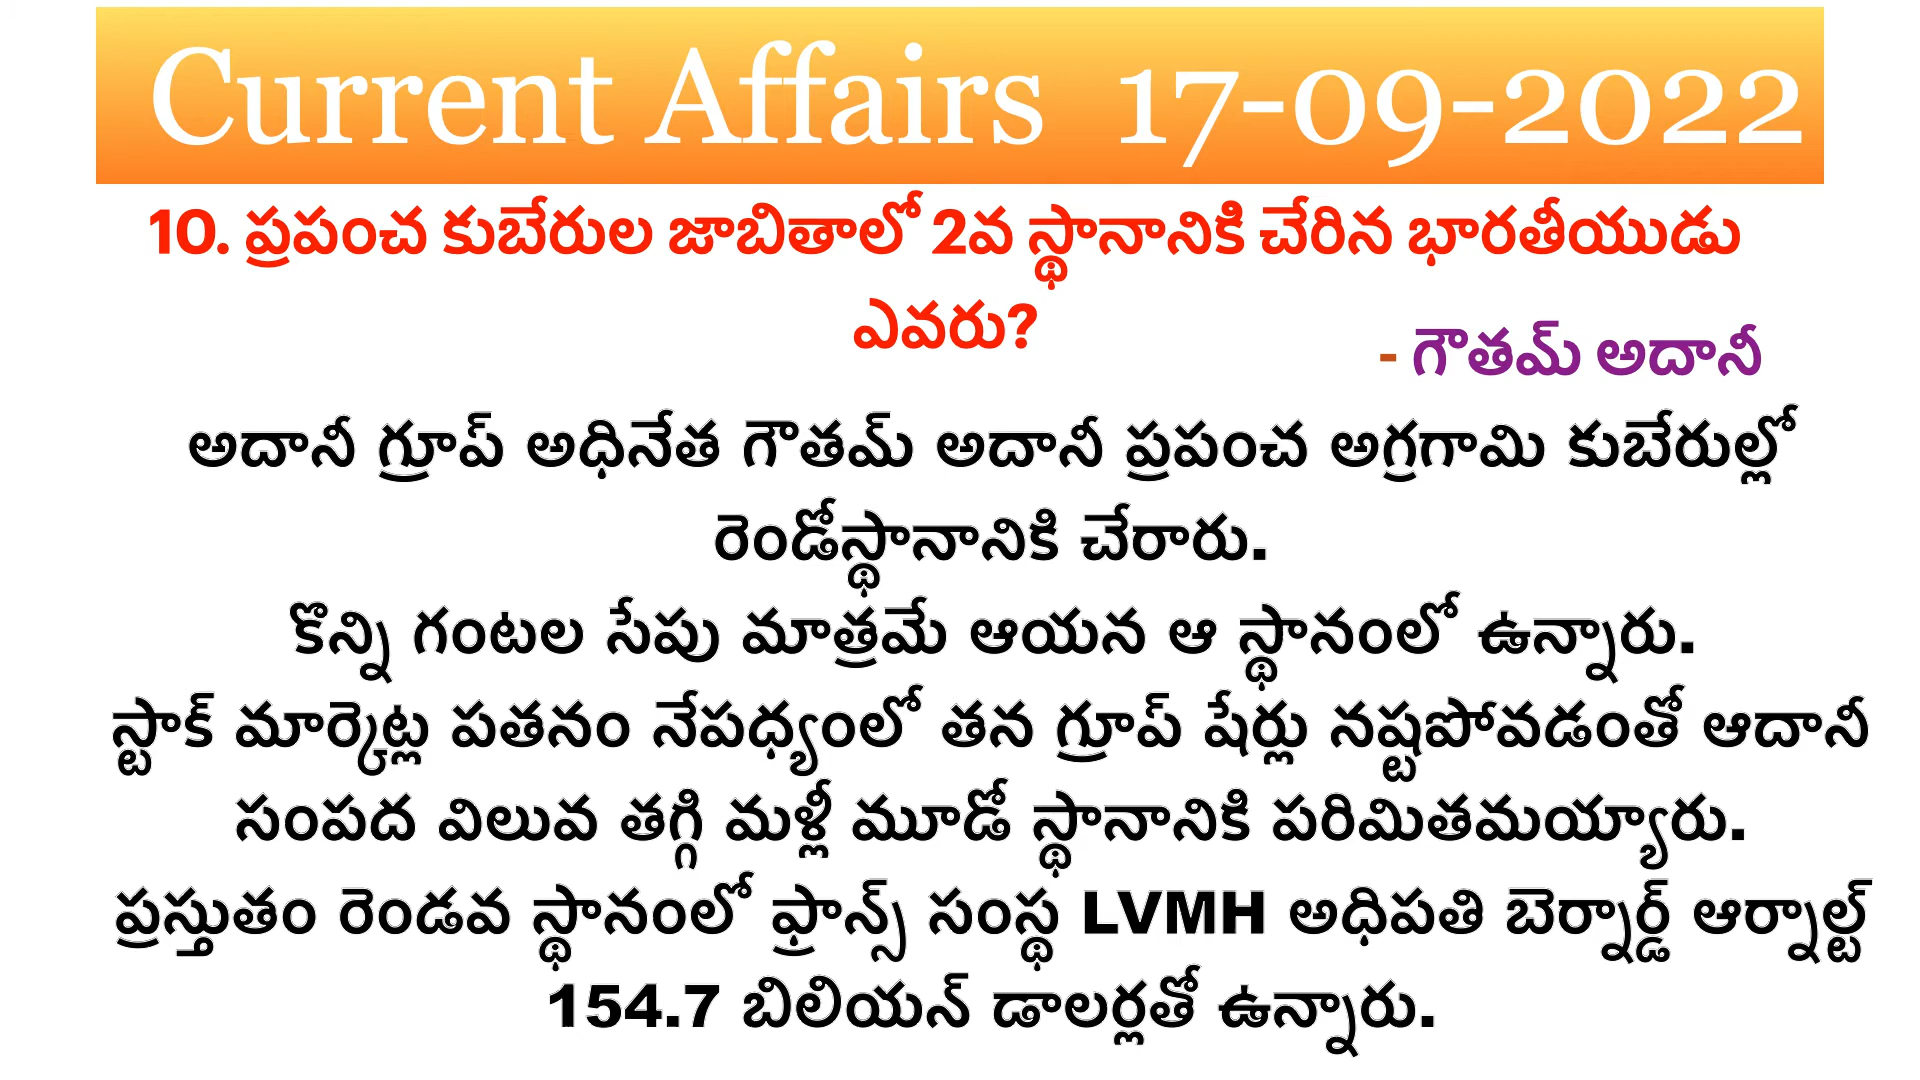 Current Affairs 17-09-2022
10. ప్రపంచ కుబేరుల జాబితాలో 2వ స్థానానికి చేరిన భారతీయుడు
ఎవరు?
- గౌతమ్ అదానీ
అదానీ గ్రూప్ అధినేత గౌతమ్ అదానీ ప్రపంచ అగ్రగామి కుబేరుల్లో
రెండోస్థానానికి చేరారు.
కొన్ని గంటల సేపు మాత్రమే ఆయన ఆ స్థానంలో ఉన్నారు.
స్టాక్ మార్కెట్ల పతనం నేపధ్యంలో తన గ్రూప్ షేర్లు నష్టపోవడంతో ఆదానీ
సంపద విలువ తగ్గి మళ్లీ మూడో స్థానానికి పరిమితమయ్యారు.
ప్రస్తుతం రెండవ స్థానంలో ఫ్రాన్స్ సంస్థ LVMH అధిపతి బెర్నార్డ్ ఆర్నాల్ట్
154.7 బిలియన్ డాలర్లతో ఉన్నారు.